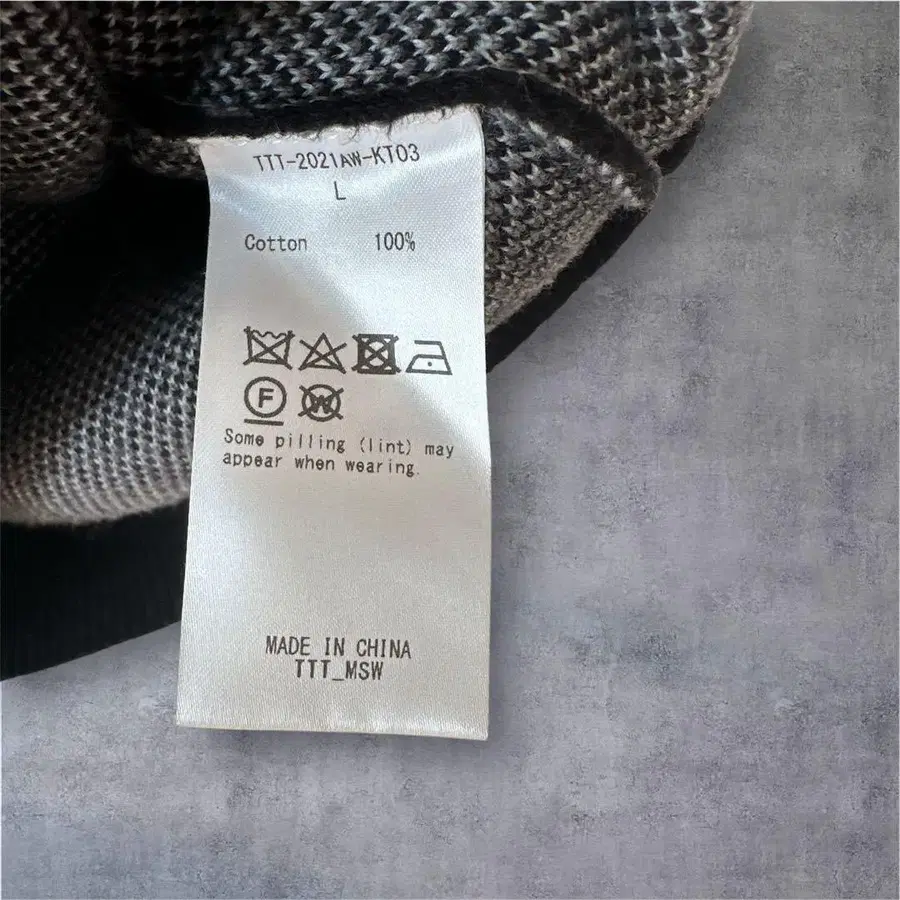 TTT-2021AW-KT03
L
Cotton 100%
F
W
Some pilling (lint) may
appear when wearing.
MADE IN CHINA
TTT_MSW